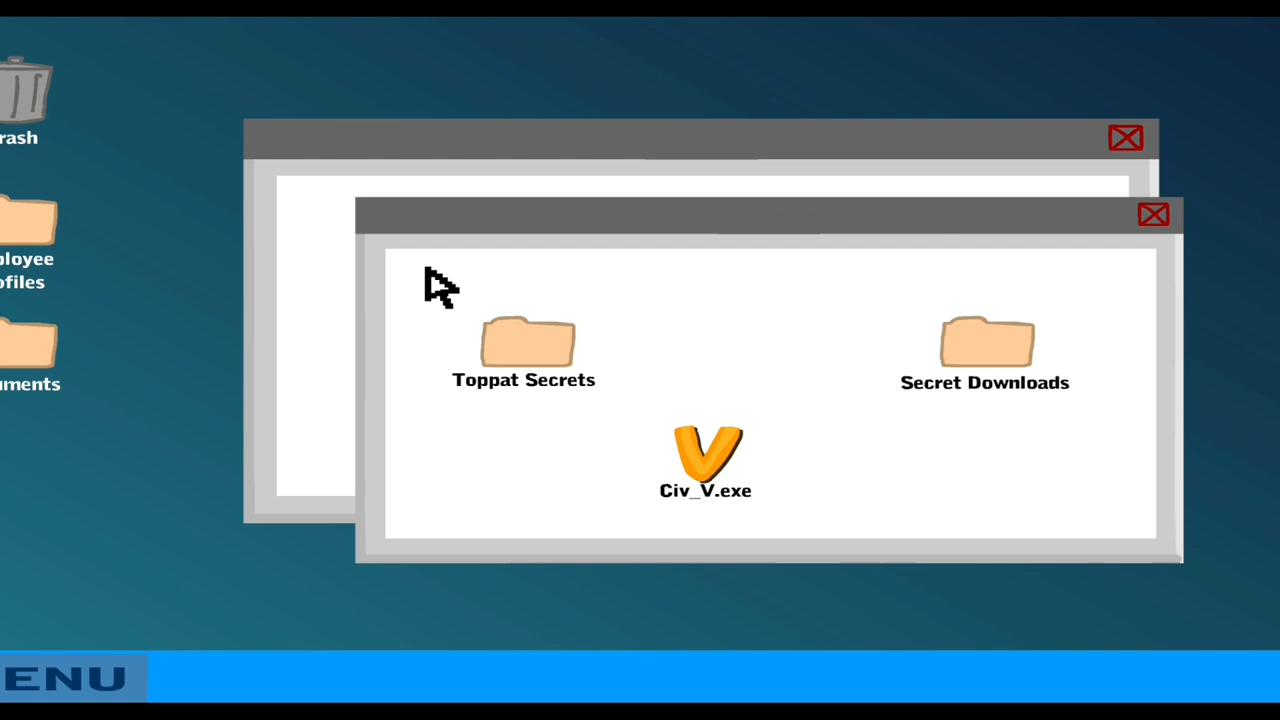 rash
ployee
ofiles
uments
Toppat Secrets
Secret Downloads
V
Civ_V.exe
ENU